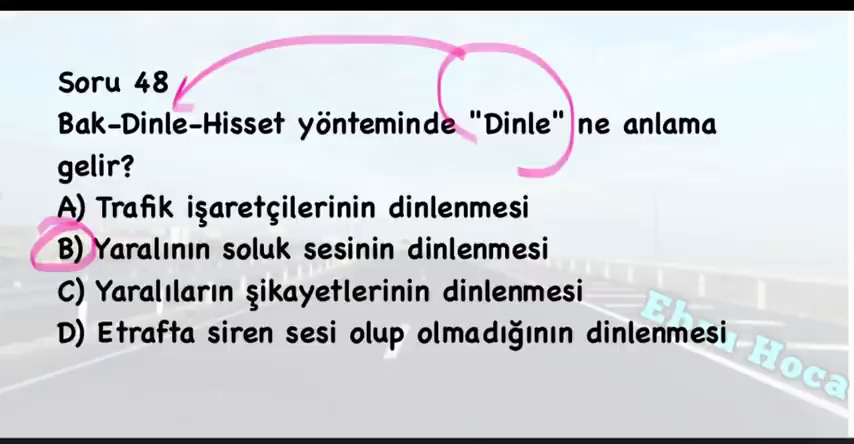 Soru 48
Bak-Dinle-Hisset yönteminde "Dinle" ne anlama
gelir?
A) Trafik işaretçilerinin dinlenmesi
B) Yaralının soluk sesinin dinlenmesi
C) Yaralıların şikayetlerinin dinlenmesi
D) Etrafta siren sesi olup olmadığının dinlenmesi
Ebru Hoca